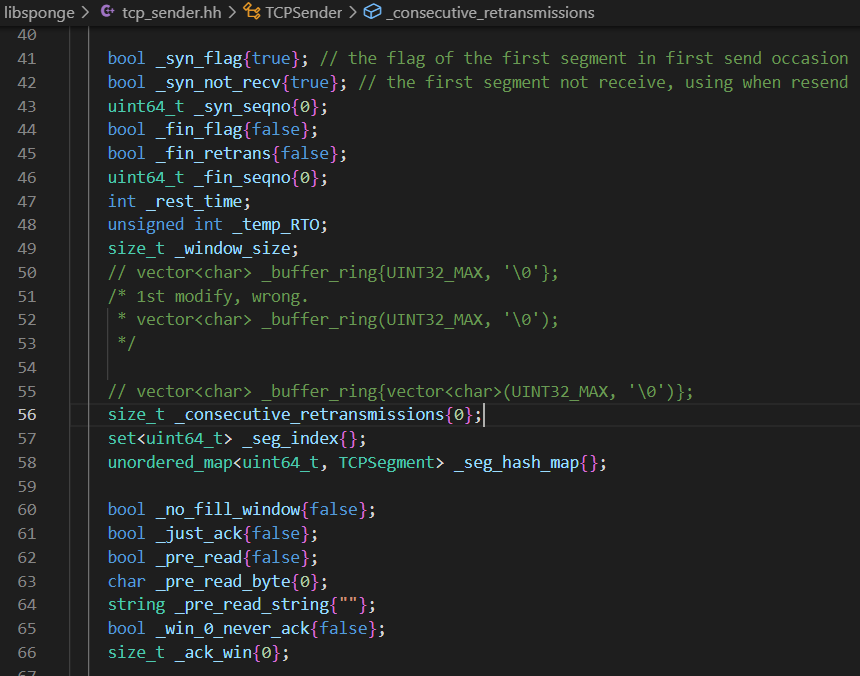 libsponge > tcp_sender.hh > TCPSender > _consecutive_retransmissions
40
41 bool _syn_flag{true}; // the flag of the first segment in first send occasion
42 bool _syn_not_recv{true}; // the first segment not receive, using when resend
43 uint64_t _syn_seqno{0};
44 bool _fin_flag{false};
45 bool _fin_retrans{false};
46 uint64_t _fin_seqno{0};
47 int _rest_time;
48 unsigned int _temp_RTO;
49 size_t _window_size;
50 // vector<char> _buffer_ring{UINT32_MAX, '\0'};
51 /* 1st modify, wrong.
52 * vector<char> _buffer_ring(UINT32_MAX, '\0');
53 */
54
55 // vector<char> _buffer_ring{vector<char>(UINT32_MAX, '\0')};
56 size_t _consecutive_retransmissions{0};
57 set<uint64_t> _seg_index{};
58 unordered_map<uint64_t, TCPSegment> _seg_hash_map{};
59
60 bool _no_fill_window{false};
61 bool _just_ack{false};
62 bool _pre_read{false};
63 char _pre_read_byte{0};
64 string _pre_read_string{""};
65 bool _win_0_never_ack{false};
66 size_t _ack_win{0};
67